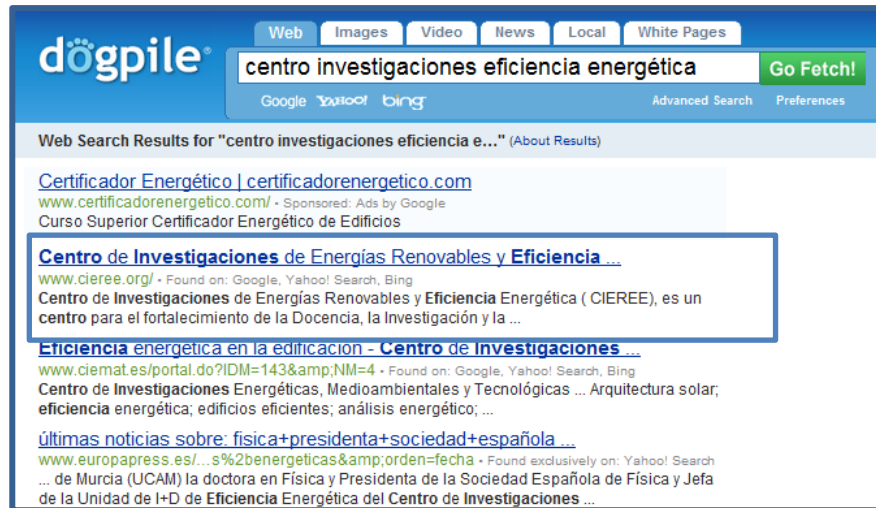 Web Images Video News Local White Pages
dögpile
centro investigaciones eficiencia energética Go Fetch!
Google YAHOO! bing Advanced Search Preferences
Web Search Results for "centro investigaciones eficiencia e..." (About Results)
Certificador Energético | certificadorenergetico.com
www.certificadorenergetico.com/ • Sponsored: Ads by Google
Curso Superior Certificador Energético de Edificios
Centro de Investigaciones de Energías Renovables y Eficiencia ...
www.cieree.org/ • Found on: Google, Yahoo! Search, Bing
Centro de Investigaciones de Energías Renovables y Eficiencia Energética ( CIEREE), es un
centro para el fortalecimiento de la Docencia, la Investigación y la ...
Eficiencia energética en la edificación - Centro de Investigaciones ...
www.ciemat.es/portal.do?IDM=143&amp;NM=4 • Found on: Google, Yahoo! Search, Bing
Centro de Investigaciones Energéticas, Medioambientales y Tecnológicas ... Arquitectura solar;
eficiencia energética; edificios eficientes; análisis energético; ...
últimas noticias sobre: fisica+presidenta+sociedad+española ...
www.europapress.es/...s%2benergeticas&amp;orden=fecha • Found exclusively on: Yahoo! Search
... de Murcia (UCAM) la doctora en Física y Presidenta de la Sociedad Española de Física y Jefa
de la Unidad de I+D de Eficiencia Energética del Centro de Investigaciones ...